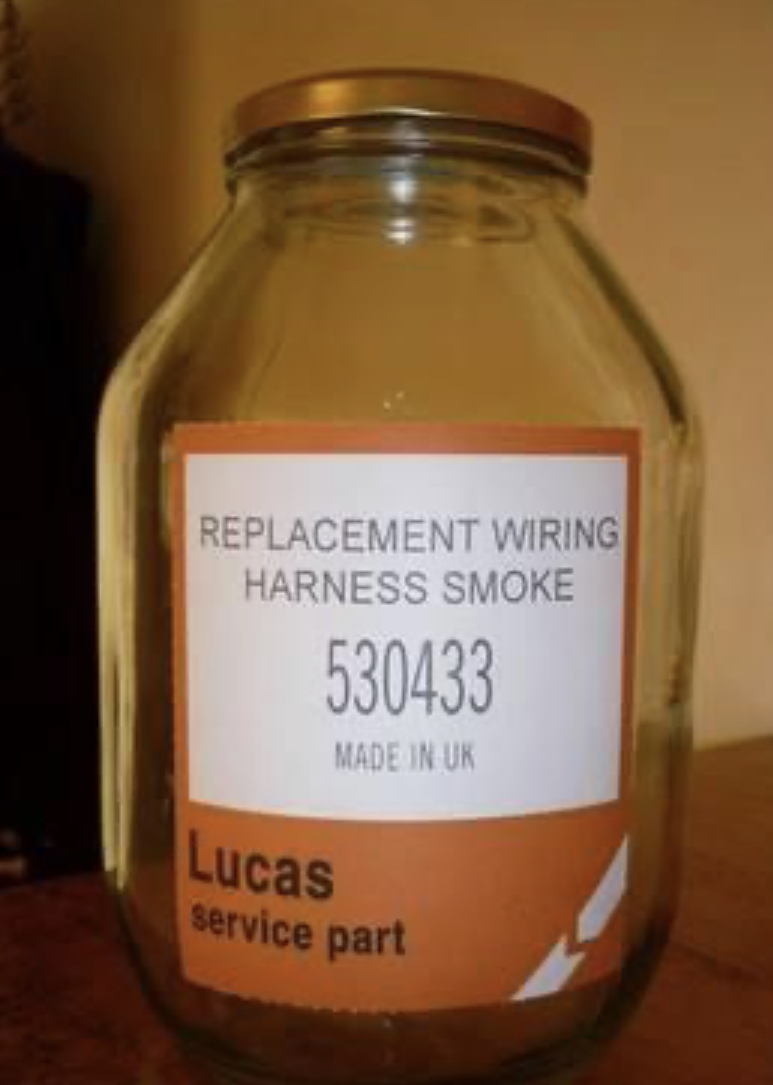 REPLACEMENT WIRING
HARNESS SMOKE
530433
MADE IN UK
Lucas
service part